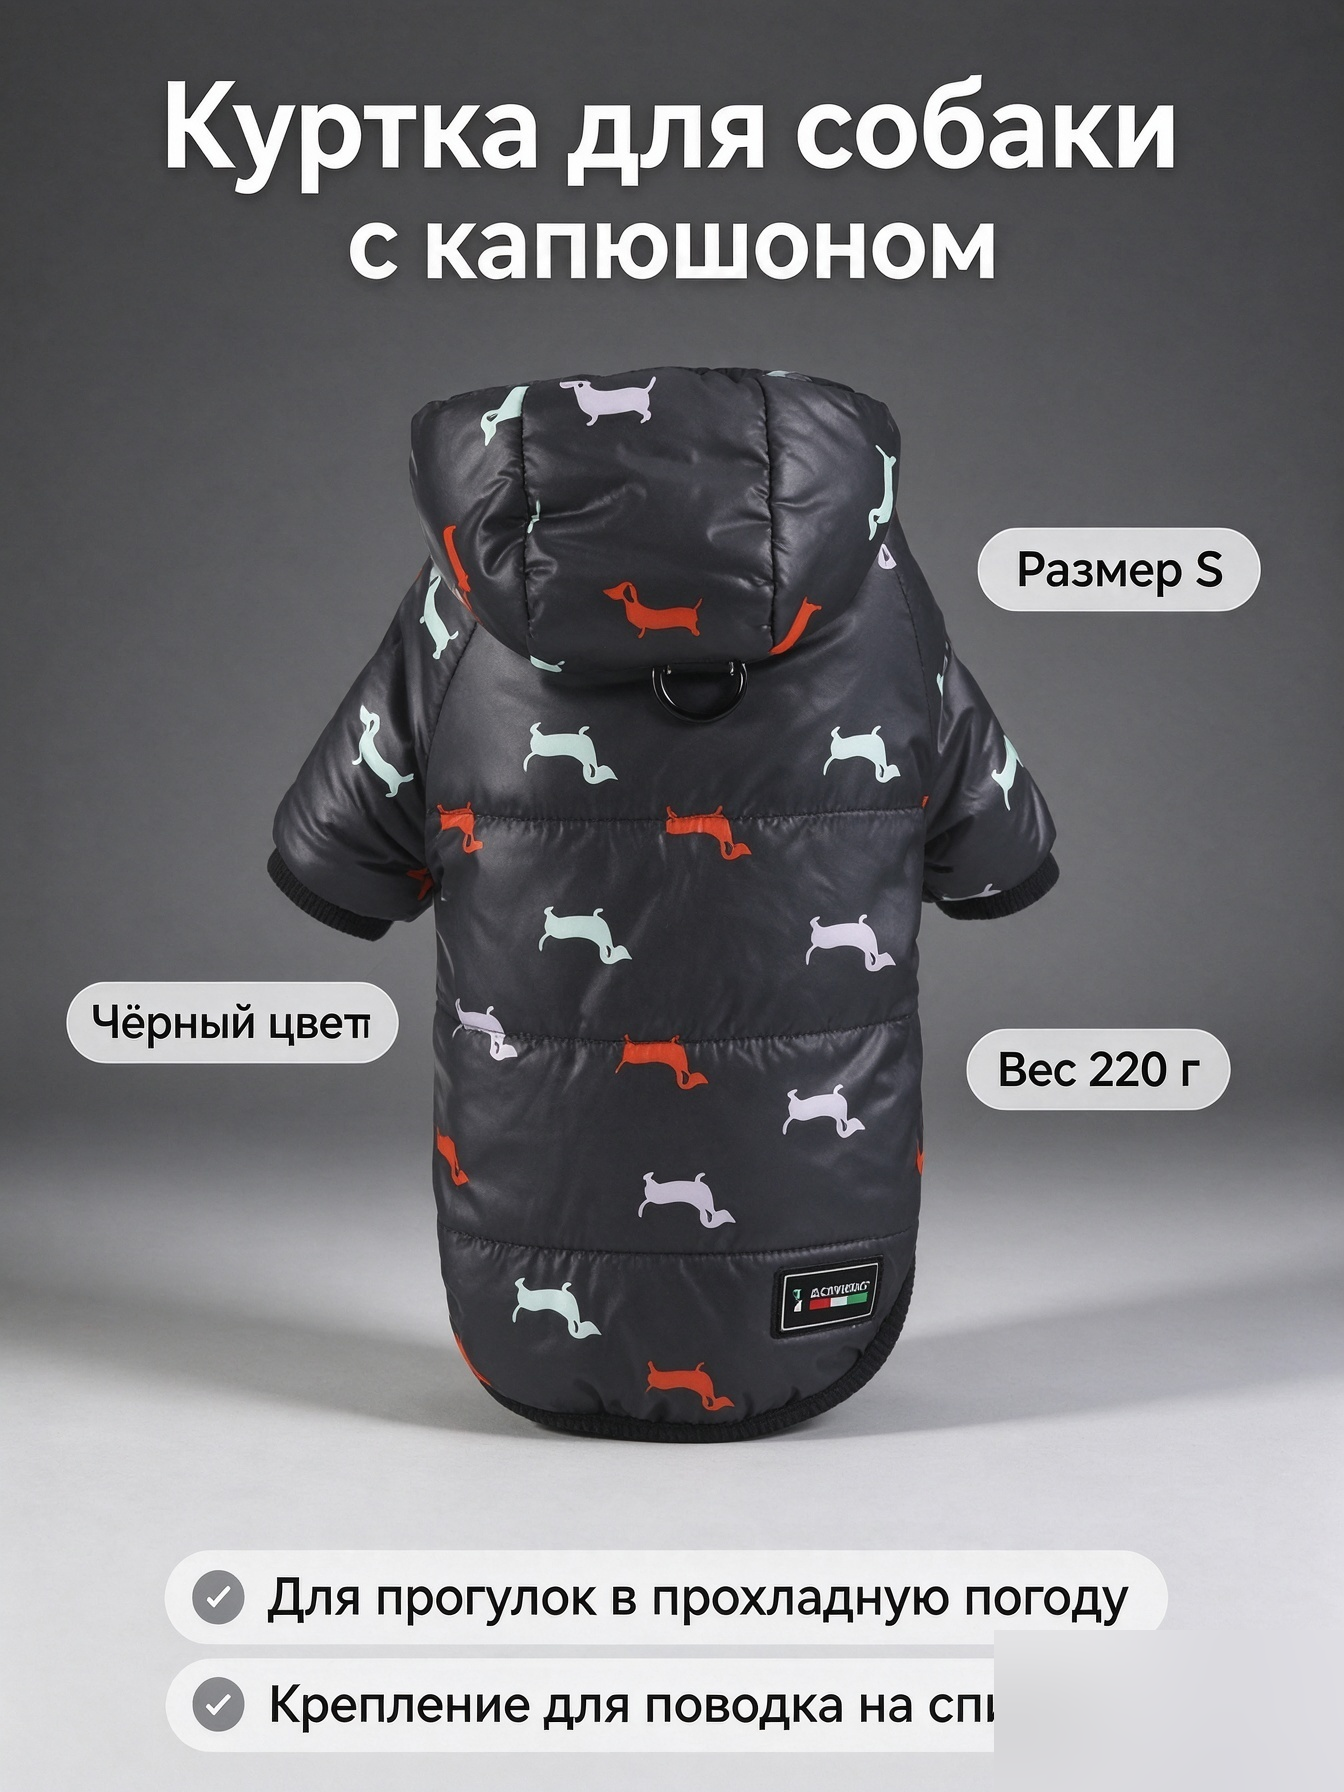 Куртка для собаки
с капюшоном
Размер S
Чёрный цвет
Вес 220 г
Для прогулок в прохладную погоду
Крепление для поводка на